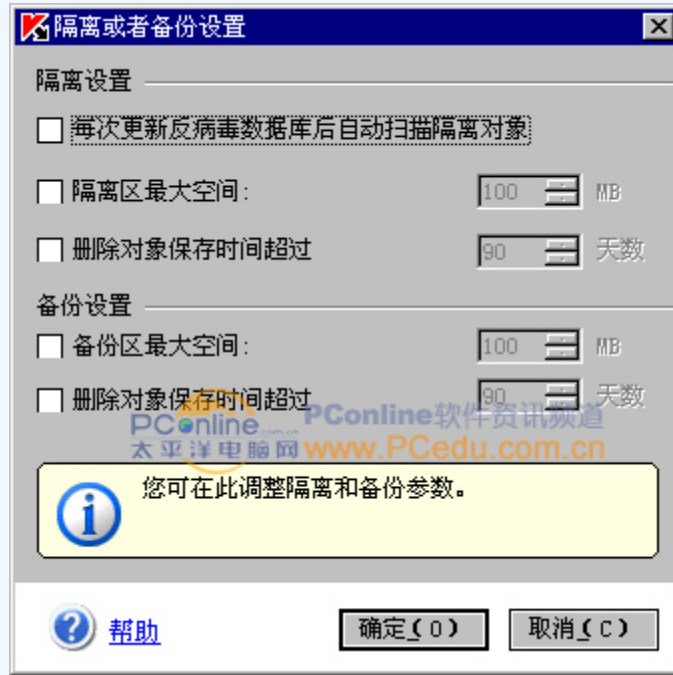 隔离或者备份设置
隔离设置
每次更新反病毒数据库后自动扫描隔离对象
隔离区最大空间: 100 MB
删除对象保存时间超过 90 天数
备份设置
备份区最大空间: 100 MB
删除对象保存时间超过 90 天数
PConline PConline软件资讯频道
太平洋电脑网 www.PCedu.com.cn
您可在此调整隔离和备份参数。
帮助 确定(O) 取消(C)